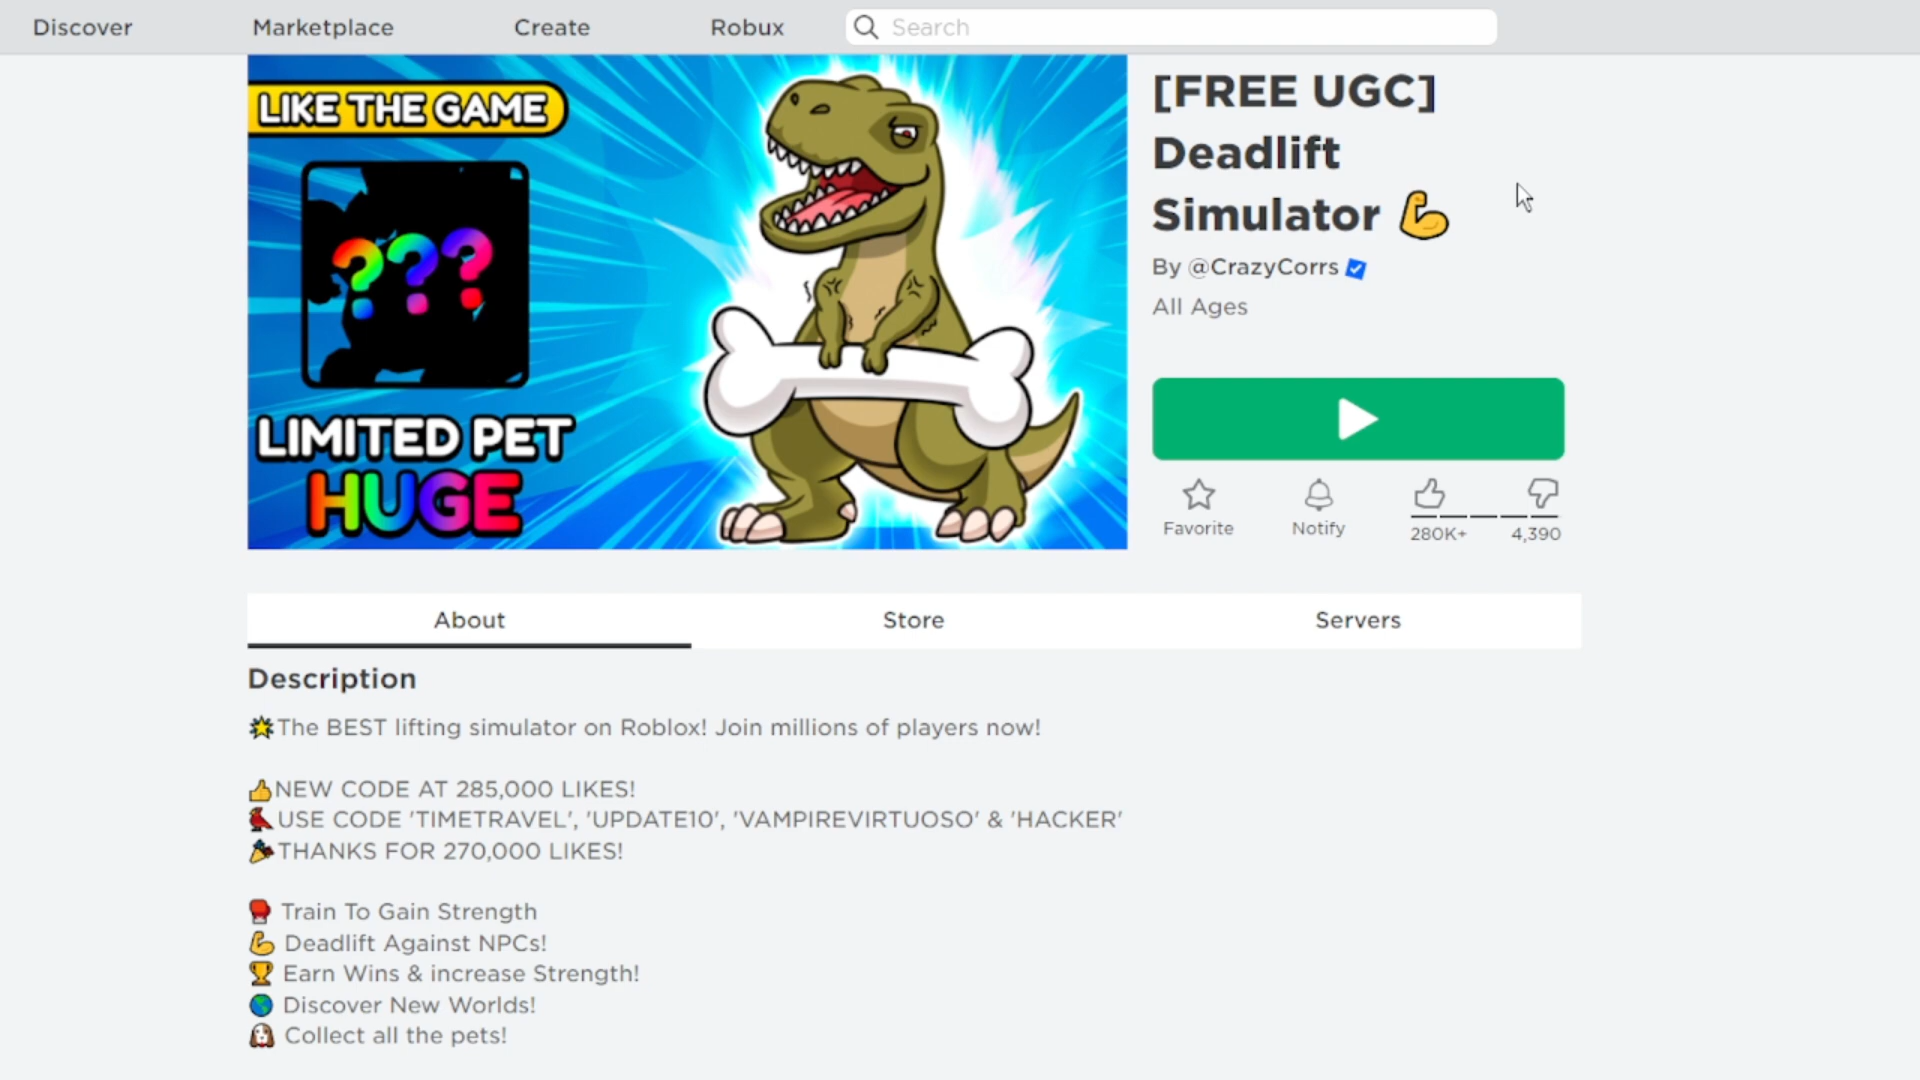 Discover Marketplace Create Robux Search
LIKE THE GAME
???
LIMITED PET
HUGE
[FREE UGC]
Deadlift
Simulator 💪
By @CrazyCorrs
All Ages
Favorite
Notify
280K+
4,390
About Store Servers
Description
🌟The BEST lifting simulator on Roblox! Join millions of players now!
👍NEW CODE AT 285,000 LIKES!
USE CODE 'TIMETRAVEL', 'UPDATE10', 'VAMPIREVIRTUOSO' & 'HACKER'
🎉THANKS FOR 270,000 LIKES!
🥊 Train To Gain Strength
💪 Deadlift Against NPCs!
🏆 Earn Wins & increase Strength!
🌎 Discover New Worlds!
🐶 Collect all the pets!